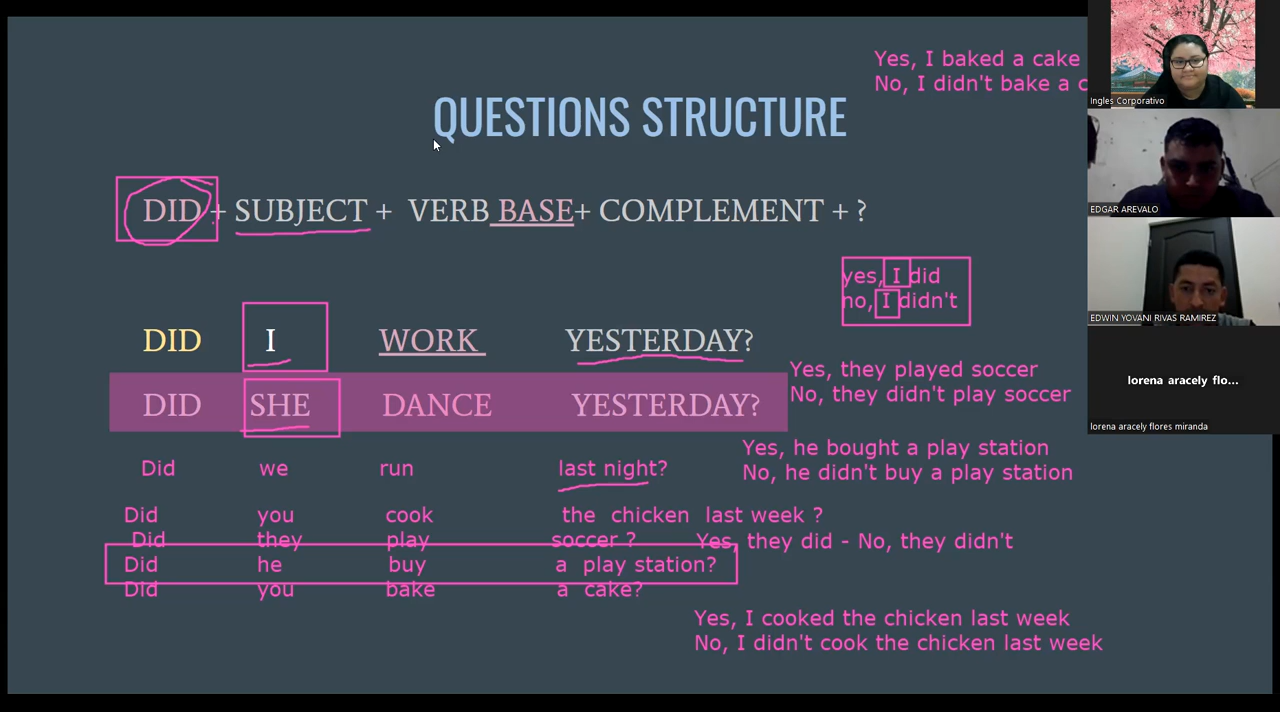 Yes, I baked a cake
No, I didn't bake a c
Ingles Corporativo
QUESTIONS STRUCTURE
DID + SUBJECT + VERB BASE+ COMPLEMENT + ?
EDGAR AREVALO
yes, I did
no, I didn't
EDWIN YOVANI RIVAS RAMIREZ
DID I WORK YESTERDAY?
Yes, they played soccer
No, they didn't play soccer
lorena aracely flo...
DID SHE DANCE YESTERDAY?
lorena aracely flores miranda
Yes, he bought a play station
No, he didn't buy a play station
Did we run last night?
Did you cook the chicken last week ?
Did they play soccer ? Yes, they did - No, they didn't
Did he buy a play station?
Did you bake a cake?
Yes, I cooked the chicken last week
No, I didn't cook the chicken last week